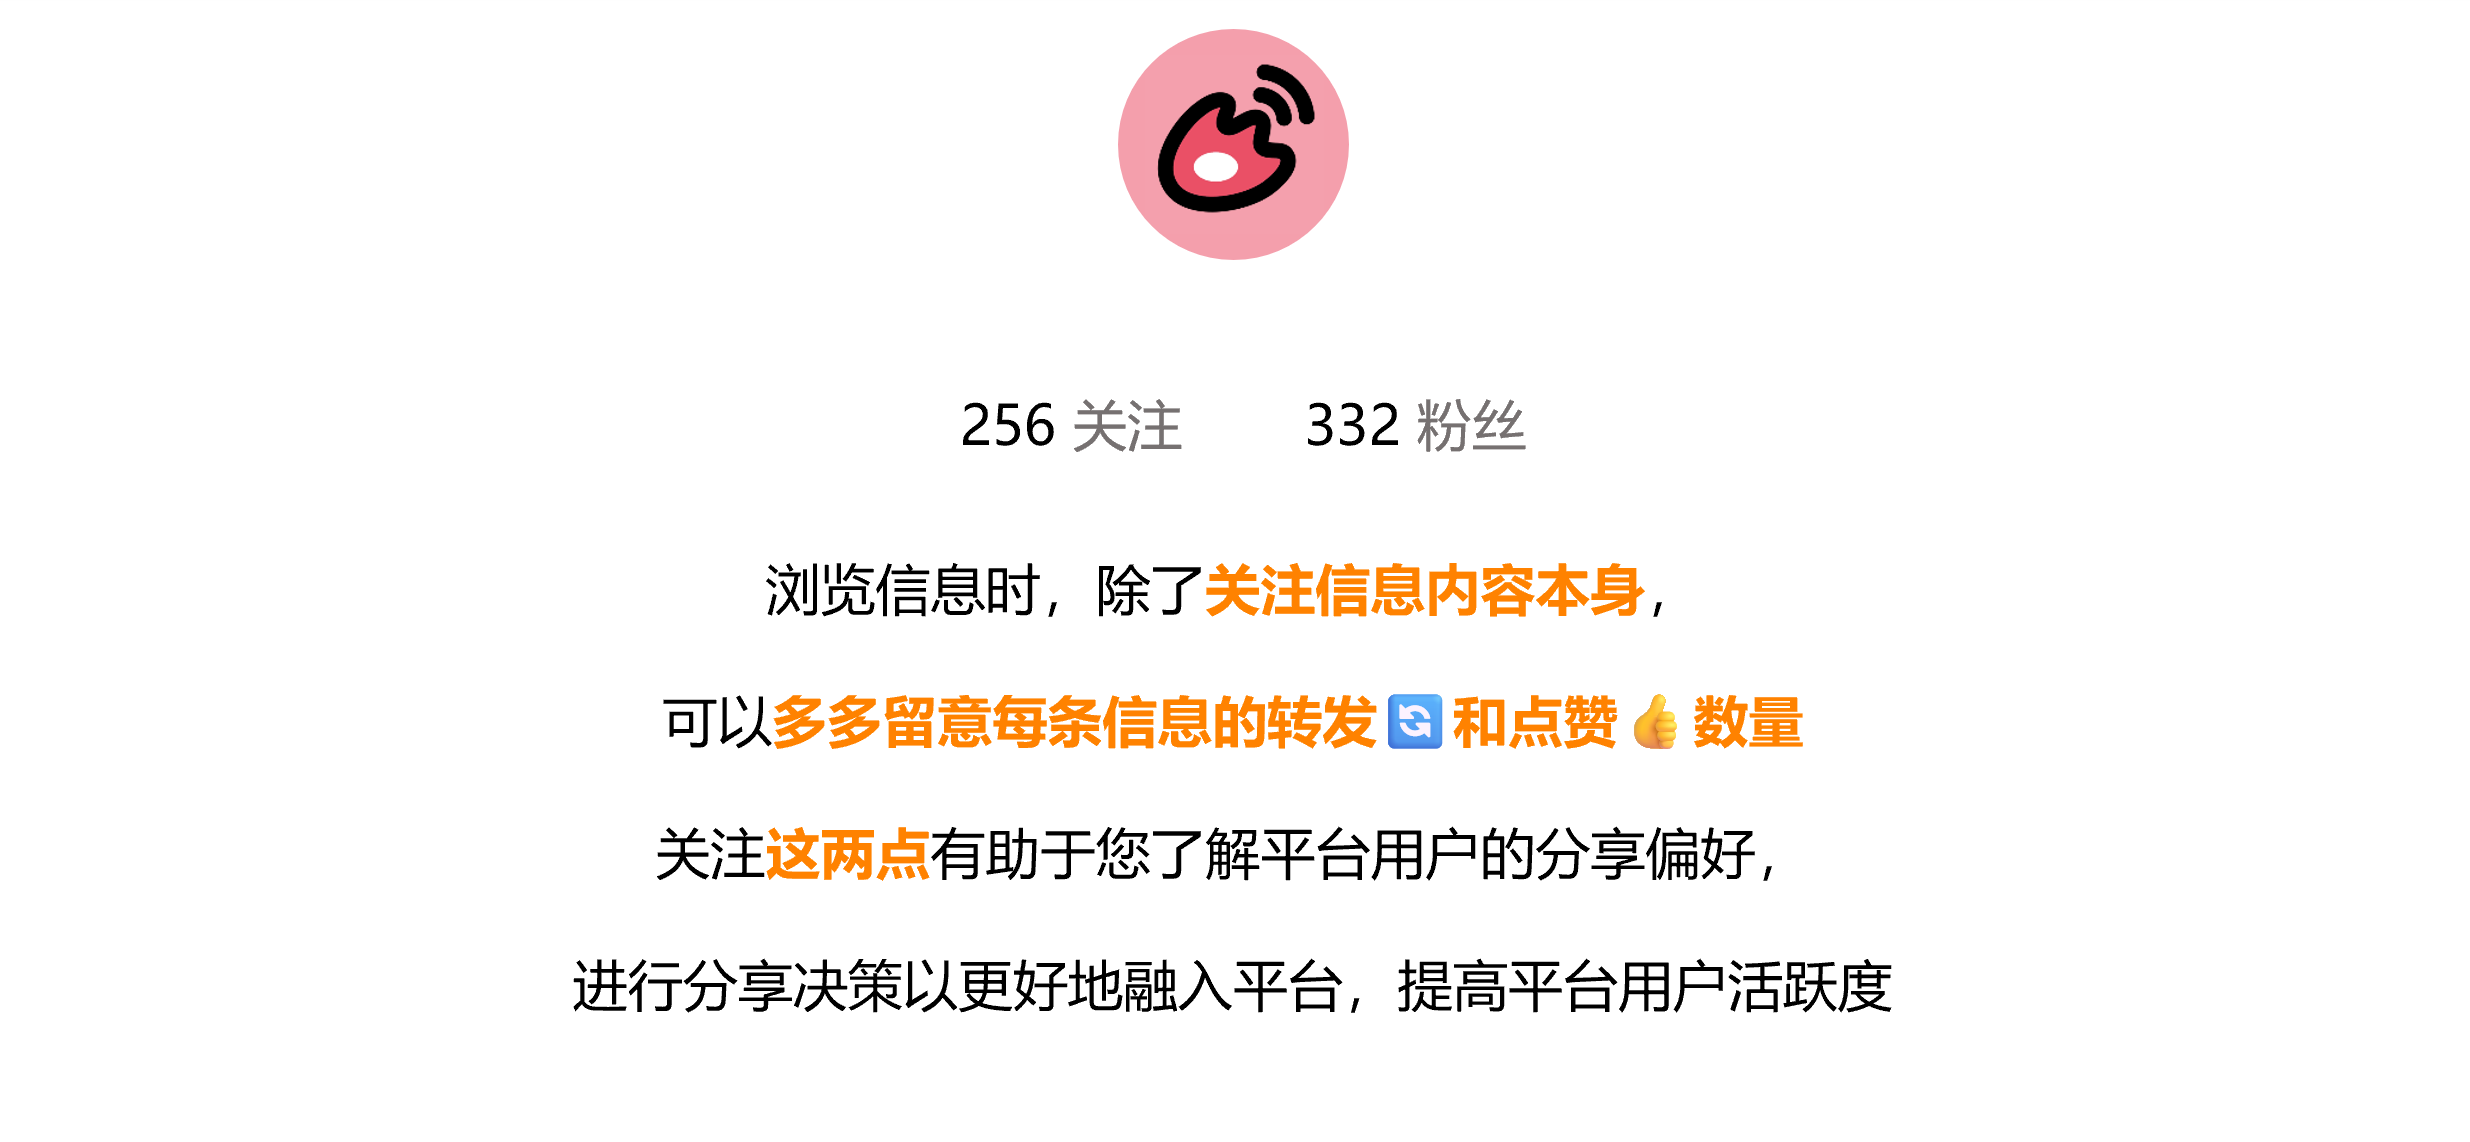 256 关注 332 粉丝
浏览信息时，除了关注信息内容本身，
可以多多留意每条信息的转发🔄和点赞👍数量
关注这两点有助于您了解平台用户的分享偏好，
进行分享决策以更好地融入平台，提高平台用户活跃度